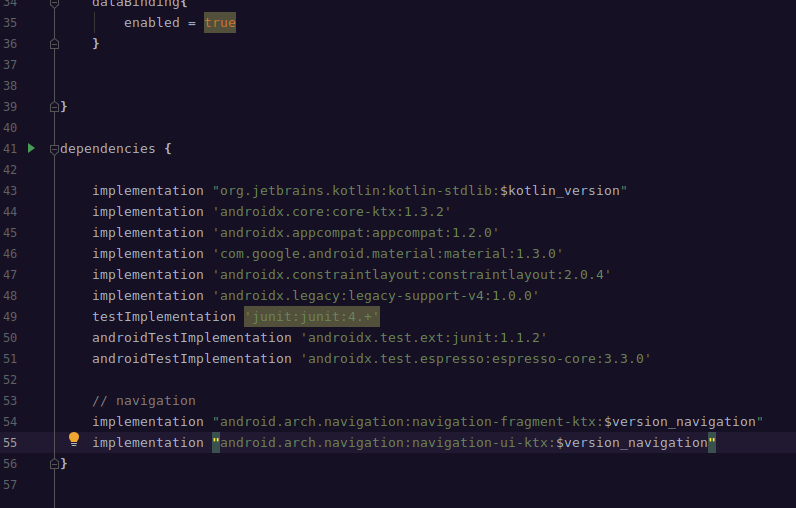 34 dataBinding{
35 enabled = true
36 }
37
38
39 }
40
41 dependencies {
42
43 implementation "org.jetbrains.kotlin:kotlin-stdlib:$kotlin_version"
44 implementation 'androidx.core:core-ktx:1.3.2'
45 implementation 'androidx.appcompat:appcompat:1.2.0'
46 implementation 'com.google.android.material:material:1.3.0'
47 implementation 'androidx.constraintlayout:constraintlayout:2.0.4'
48 implementation 'androidx.legacy:legacy-support-v4:1.0.0'
49 testImplementation 'junit:junit:4.+'
50 androidTestImplementation 'androidx.test.ext:junit:1.1.2'
51 androidTestImplementation 'androidx.test.espresso:espresso-core:3.3.0'
52
53 // navigation
54 implementation "android.arch.navigation:navigation-fragment-ktx:$version_navigation"
55 implementation "android.arch.navigation:navigation-ui-ktx:$version_navigation"
56 }
57